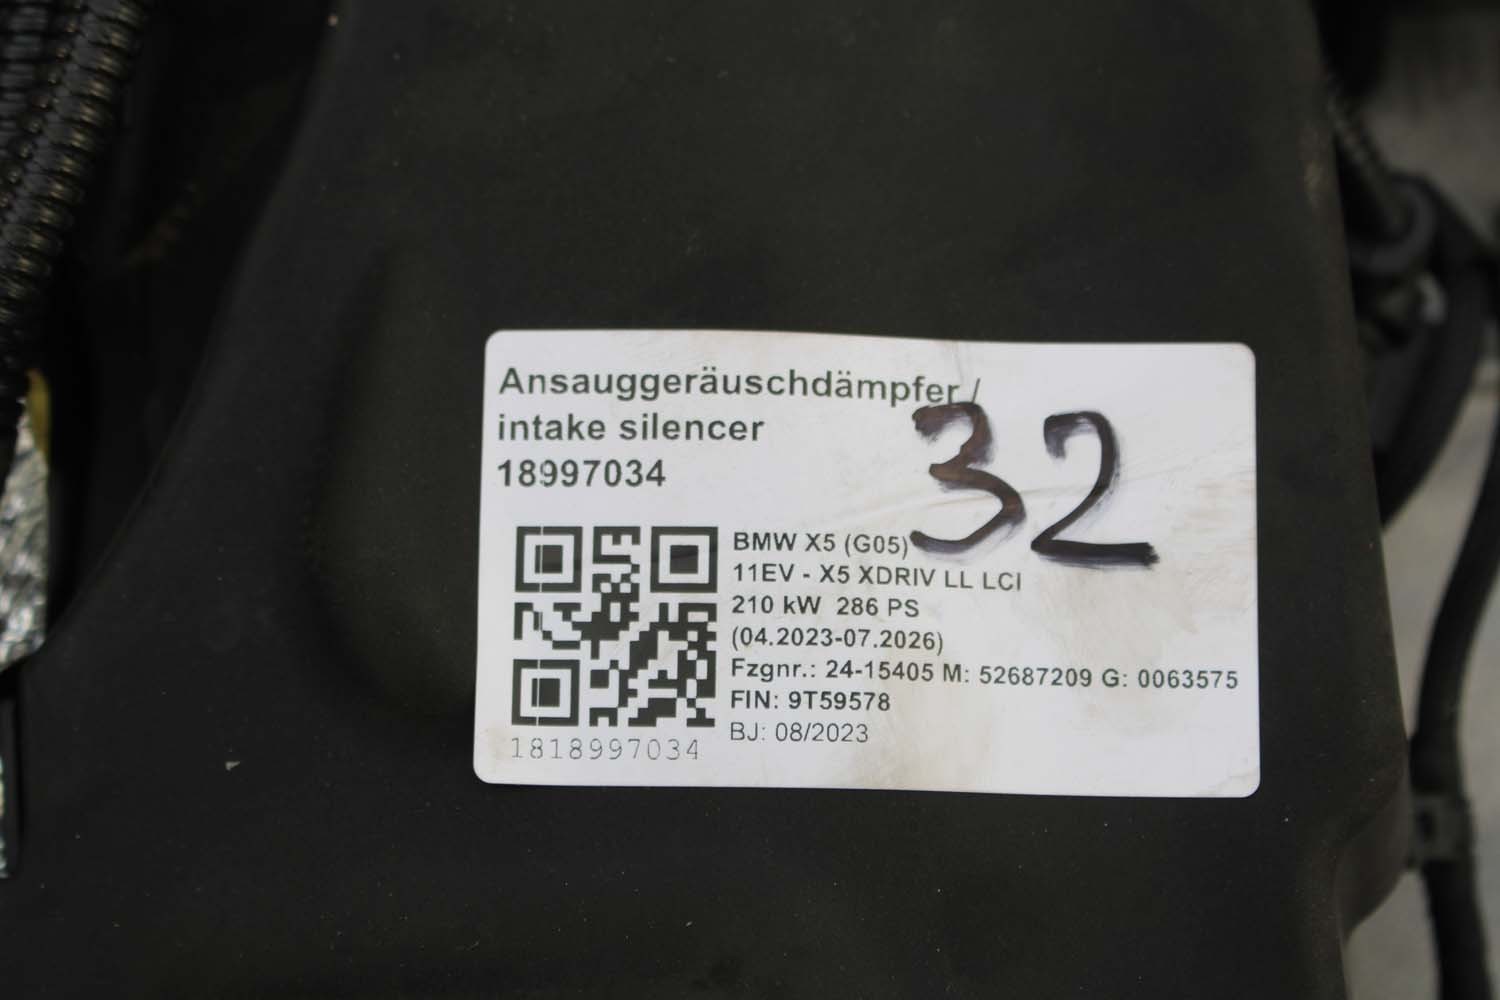 Ansauggeräuschdämpfer /
intake silencer
18997034
32
BMW X5 (G05)
11EV - X5 XDRIV LL LCI
210 kW 286 PS
(04.2023-07.2026)
Fzgnr.: 24-15405 M: 52687209 G: 0063575
FIN: 9T59578
BJ: 08/2023
1818997034